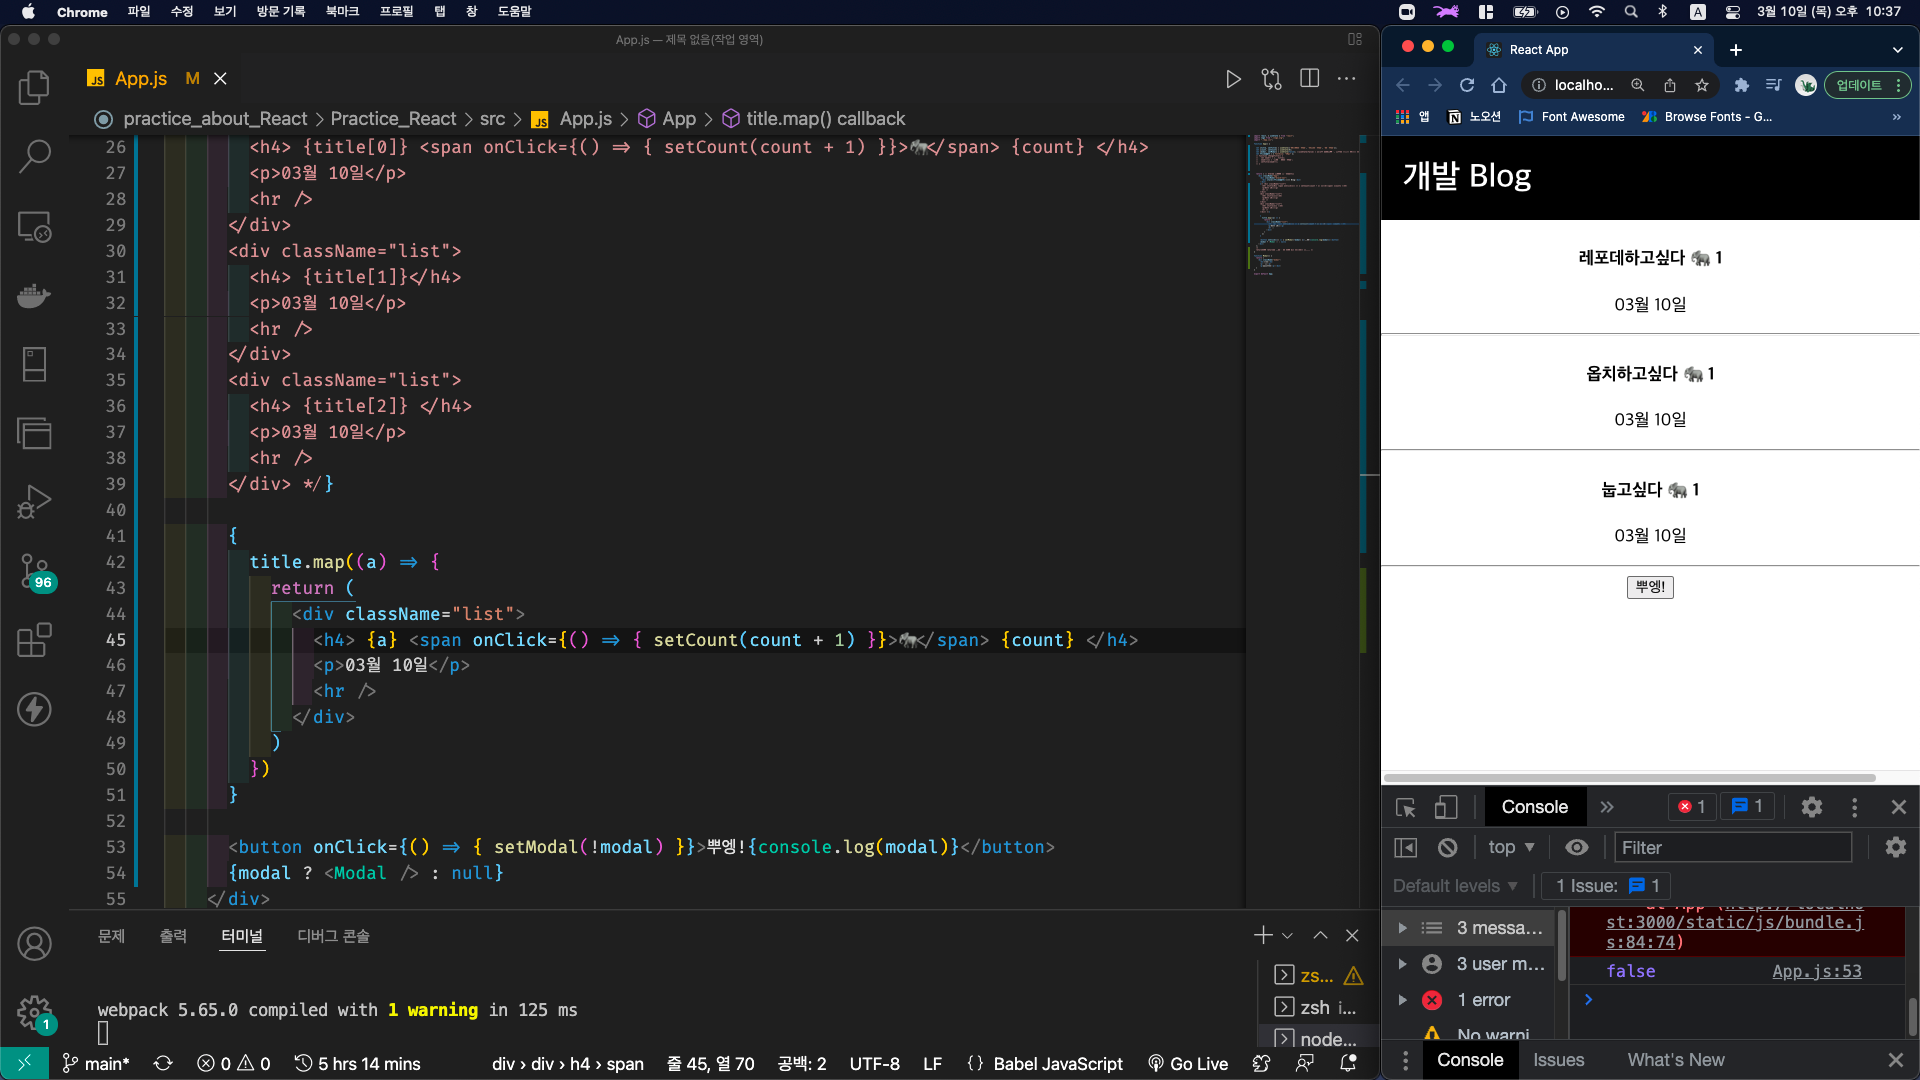 Chrome 파일 수정 보기 방문 기록 북마크 프로필 탭 창 도움말
A 3월 10일 (목) 오후 10:37
App.js — 제목 없음(작업 영역)
JS App.js M
practice_about_React > Practice_React > src > JS App.js > App > title.map() callback
26 <h4> {title[0]} <span onClick={() => { setCount(count + 1) }}>🐘</span> {count} </h4>
27 <p>03월 10일</p>
28 <hr />
29 </div>
30 <div className="list">
31 <h4> {title[1]}</h4>
32 <p>03월 10일</p>
33 <hr />
34 </div>
35 <div className="list">
36 <h4> {title[2]} </h4>
37 <p>03월 10일</p>
38 <hr />
39 </div> */}
40
41 {
42 title.map((a) => {
43 return (
44 <div className="list">
45 <h4> {a} <span onClick={() => { setCount(count + 1) }}>🐘</span> {count} </h4>
46 <p>03월 10일</p>
47 <hr />
48 </div>
49 )
50 })
51 }
52
53 <button onClick={() => { setModal(!modal) }}>뿌엥!{console.log(modal)}</button>
54 {modal ? <Modal /> : null}
55 </div>
96
1
문제 출력 터미널 디버그 콘솔
webpack 5.65.0 compiled with 1 warning in 125 ms
zs...
zsh i...
node...
main* 0 0 5 hrs 14 mins div › div › h4 › span 줄 45, 열 70 공백: 2 UTF-8 LF {} Babel JavaScript Go Live
React App
localho... 업데이트
앱 노오션 Font Awesome Browse Fonts - G... »
개발 Blog
레포데하고싶다 🐘 1
03월 10일
옵치하고싶다 🐘 1
03월 10일
눕고싶다 🐘 1
03월 10일
뿌엥!
Console » 1 1
top ▼ Filter
Default levels ▼ 1 Issue: 1
3 messa...
3 user m...
1 error
No warni
at App (http://localho
st:3000/static/js/bundle.j
s:84:74)
false App.js:53
Console Issues What's New